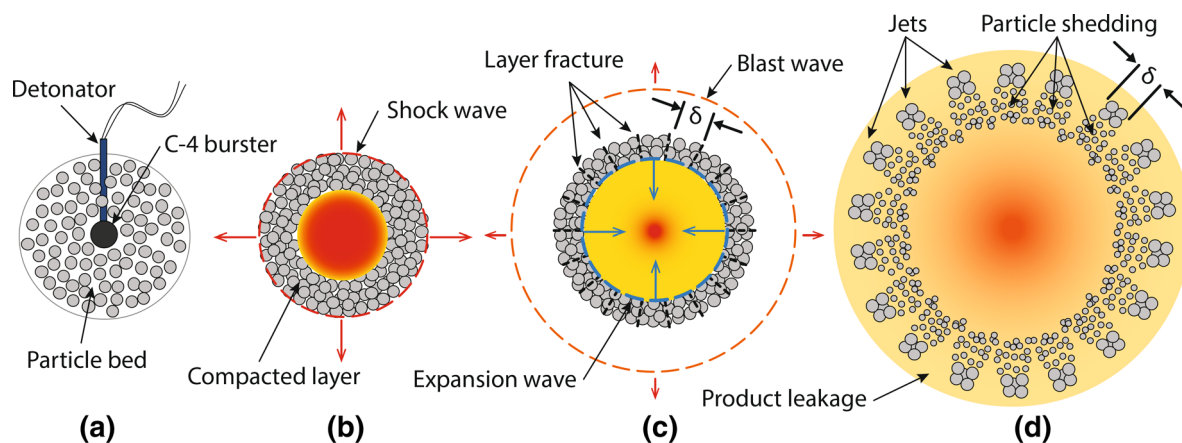 Detonator
C-4 burster
Particle bed
(a)
Shock wave
Compacted layer
(b)
Layer fracture
δ
Blast wave
Expansion wave
(c)
Jets
Particle shedding
δ
Product leakage
(d)